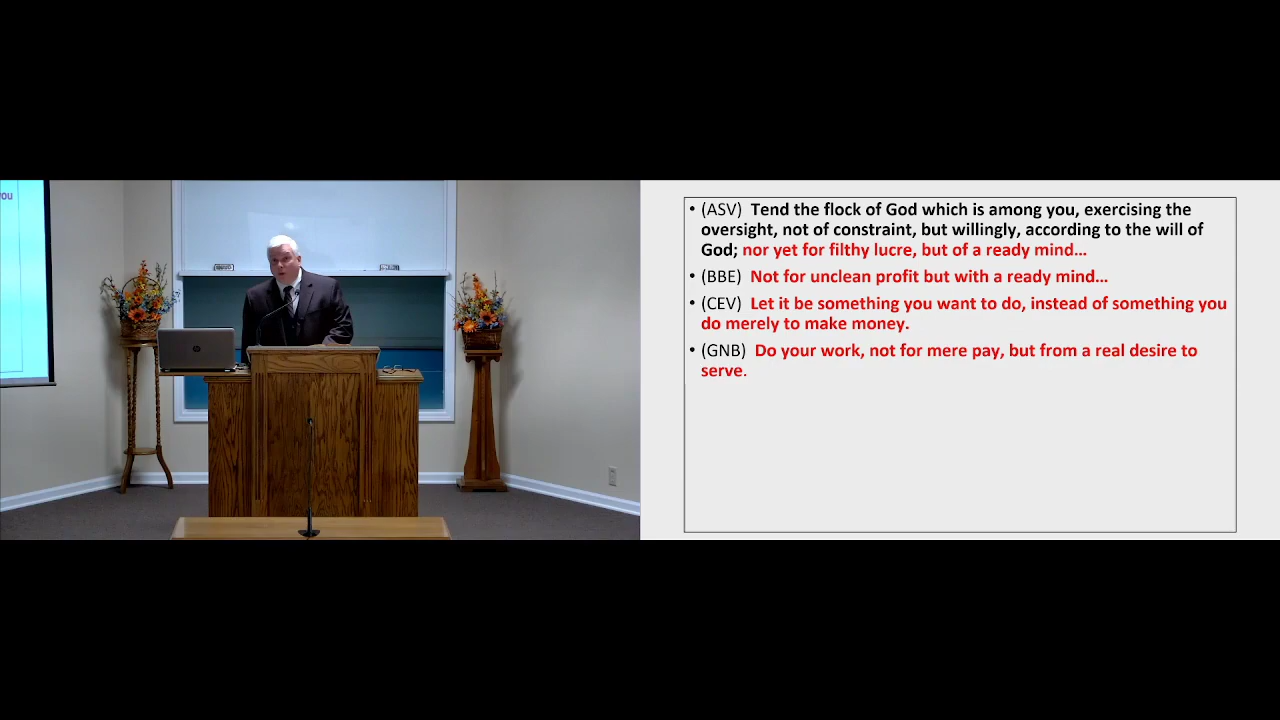 you
• (ASV) Tend the flock of God which is among you, exercising the
oversight, not of constraint, but willingly, according to the will of
God; nor yet for filthy lucre, but of a ready mind...
• (BBE) Not for unclean profit but with a ready mind...
• (CEV) Let it be something you want to do, instead of something you
do merely to make money.
• (GNB) Do your work, not for mere pay, but from a real desire to
serve.